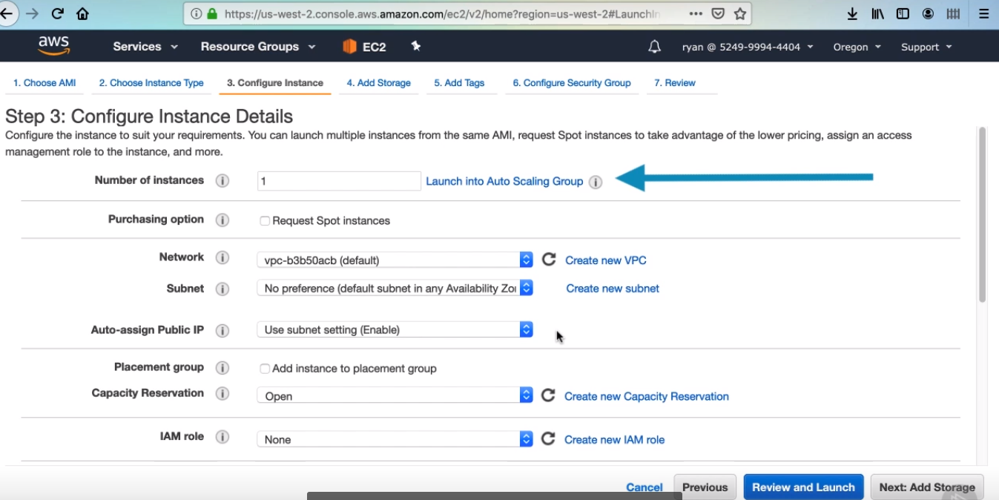 https://us-west-2.console.aws.amazon.com/ec2/v2/home?region=us-west-2#LaunchIn
aws Services Resource Groups EC2 ryan @ 5249-9994-4404 Oregon Support
1. Choose AMI 2. Choose Instance Type 3. Configure Instance 4. Add Storage 5. Add Tags 6. Configure Security Group 7. Review
Step 3: Configure Instance Details
Configure the instance to suit your requirements. You can launch multiple instances from the same AMI, request Spot instances to take advantage of the lower pricing, assign an access
management role to the instance, and more.
Number of instances i 1 Launch into Auto Scaling Group i
Purchasing option i Request Spot instances
Network i vpc-b3b50acb (default) Create new VPC
Subnet i No preference (default subnet in any Availability Zo Create new subnet
Auto-assign Public IP i Use subnet setting (Enable)
Placement group i Add instance to placement group
Capacity Reservation i Open Create new Capacity Reservation
IAM role i None Create new IAM role
Cancel Previous Review and Launch Next: Add Storage